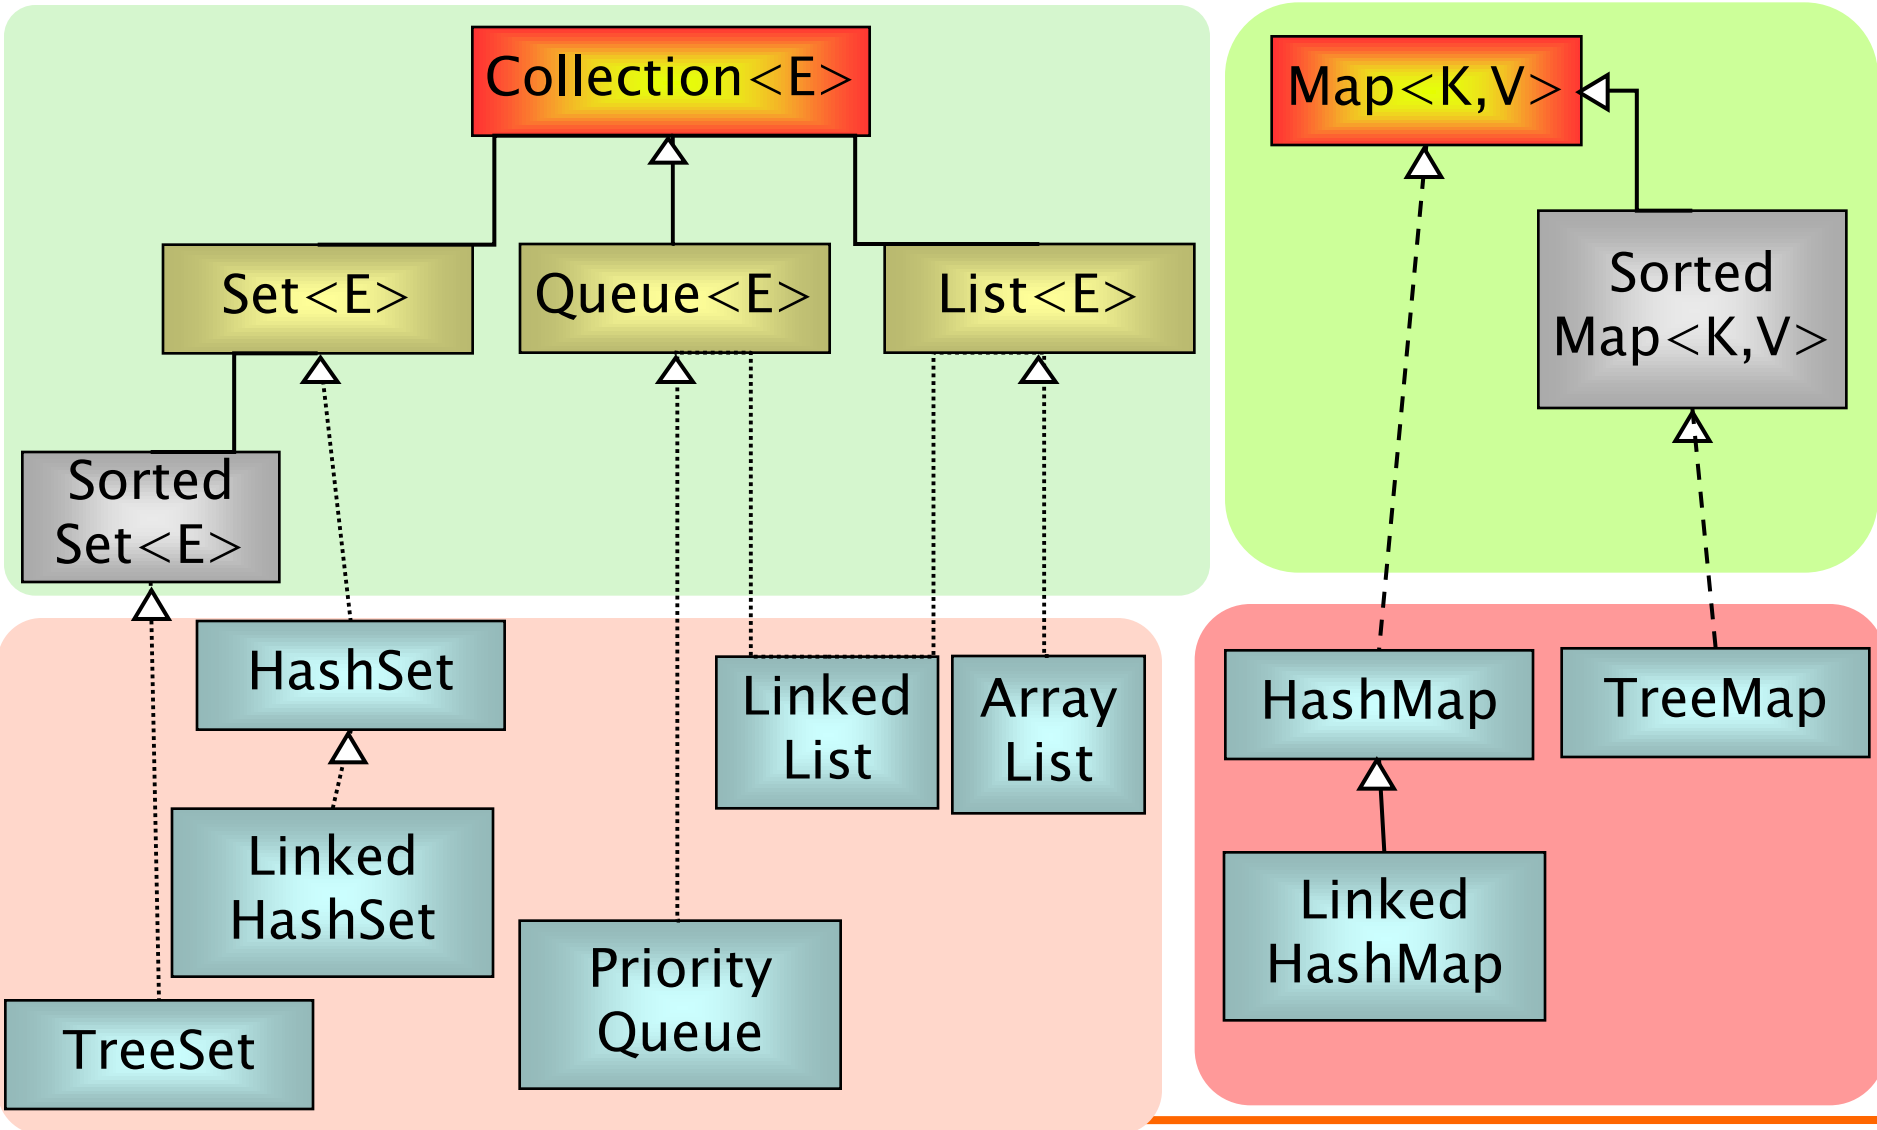 Collection<E>
Map<K,V>
Set<E>
Queue<E>
List<E>
Sorted
Map<K,V>
Sorted
Set<E>
HashSet
Linked
List
Array
List
HashMap
TreeMap
Linked
HashSet
Priority
Queue
Linked
HashMap
TreeSet